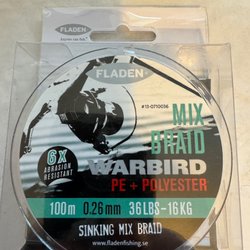 FLADEN
FLADEN
#13-0710036
MIX
BRAID
WARBIRD
6X
ABRASION
RESISTANT
PE + POLYESTER
100m 0.26mm 36LBS-16KG
SINKING MIX BRAID
www.fladenfishing.se